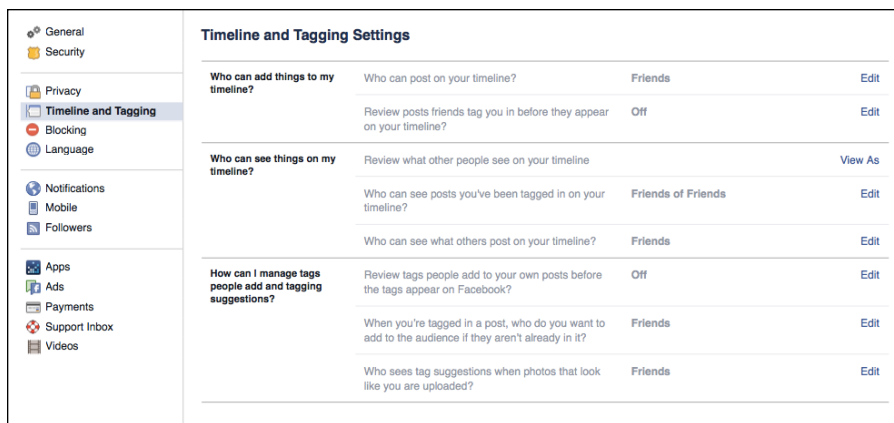 General
Security
Privacy
Timeline and Tagging
Blocking
Language
Notifications
Mobile
Followers
Apps
Ads
Payments
Support Inbox
Videos
Timeline and Tagging Settings
Who can add things to my
timeline?
Who can post on your timeline?
Friends
Edit
Review posts friends tag you in before they appear
on your timeline?
Off
Edit
Who can see things on my
timeline?
Review what other people see on your timeline
View As
Who can see posts you've been tagged in on your
timeline?
Friends of Friends
Edit
Who can see what others post on your timeline?
Friends
Edit
How can I manage tags
people add and tagging
suggestions?
Review tags people add to your own posts before
the tags appear on Facebook?
Off
Edit
When you're tagged in a post, who do you want to
add to the audience if they aren't already in it?
Friends
Edit
Who sees tag suggestions when photos that look
like you are uploaded?
Friends
Edit